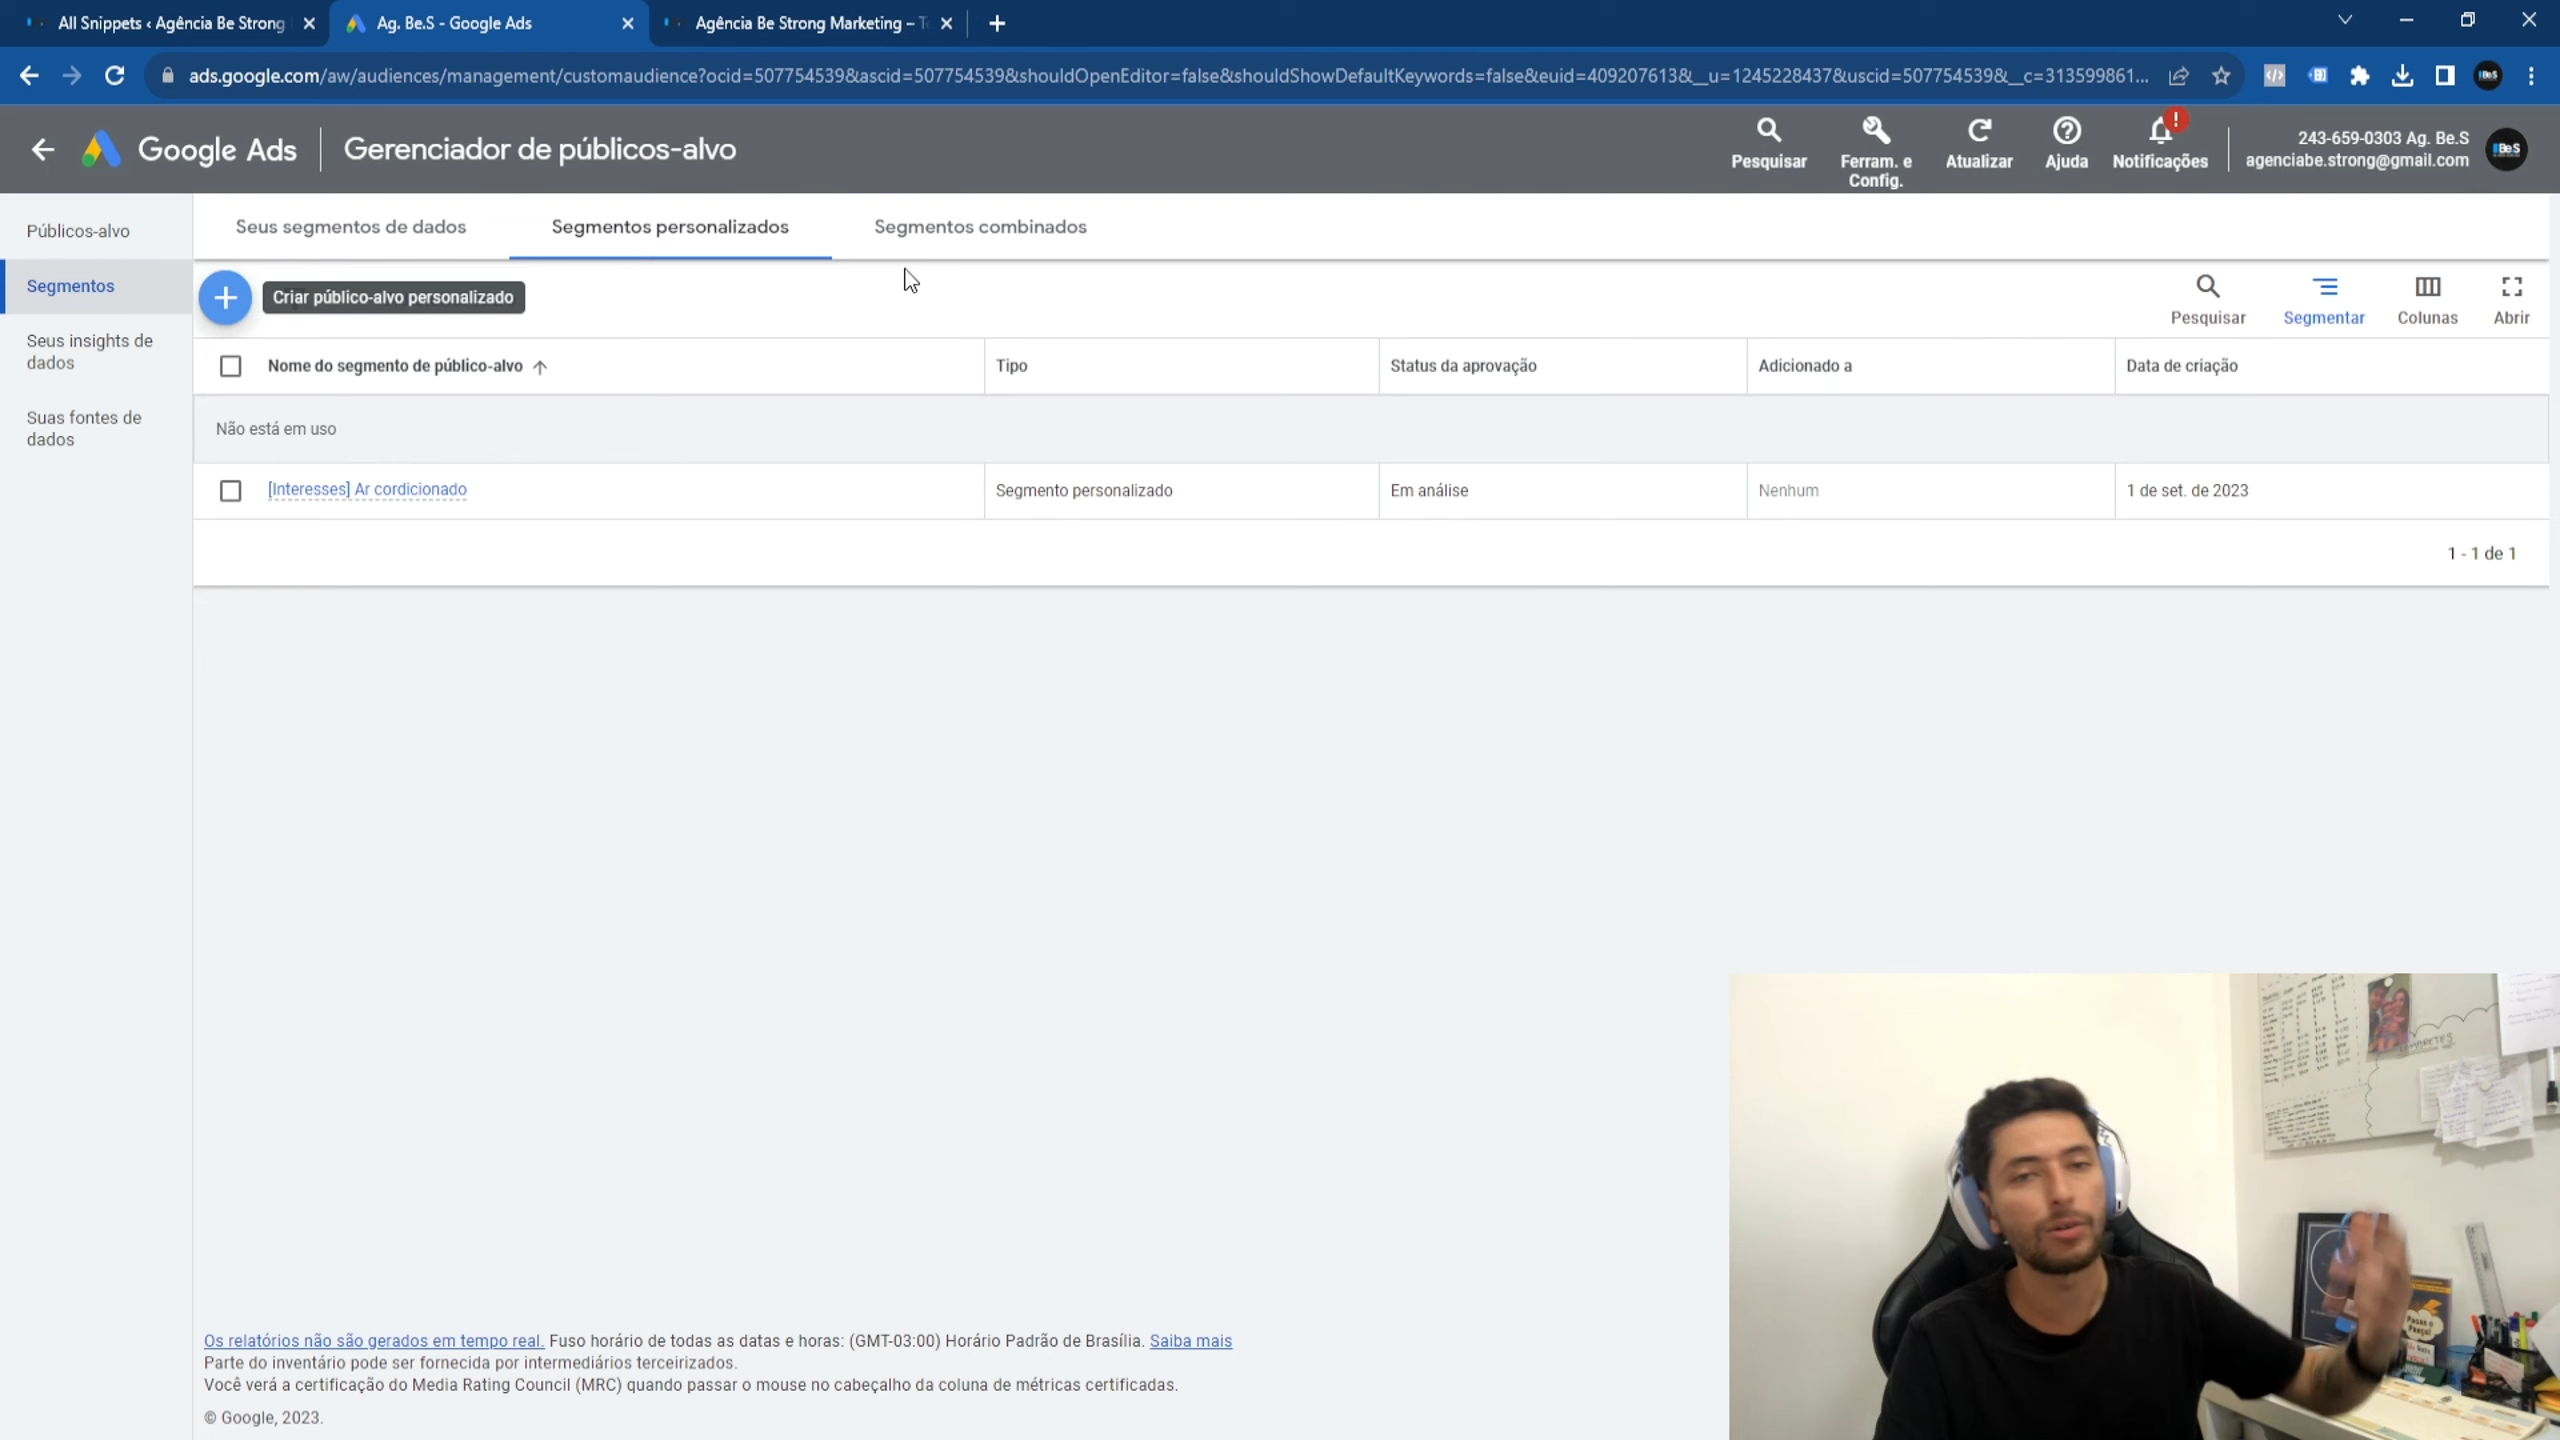 All Snippets ‹ Agência Be Strong
Ag. Be.S - Google Ads
Agência Be Strong Marketing –
ads.google.com/aw/audiences/management/customaudience?ocid=507754539&ascid=507754539&shouldOpenEditor=false&shouldShowDefaultKeywords=false&euid=409207613&__u=1245228437&uscid=507754539&__c=313599861...
Google Ads
Gerenciador de públicos-alvo
Pesquisar
Ferram. e
Config.
Atualizar
Ajuda
Notificações
243-659-0303 Ag. Be.S
agenciabe.strong@gmail.com
Públicos-alvo
Segmentos
Seus insights de
dados
Suas fontes de
dados
Seus segmentos de dados
Segmentos personalizados
Segmentos combinados
Criar público-alvo personalizado
Pesquisar
Segmentar
Colunas
Abrir
Nome do segmento de público-alvo
Tipo
Status da aprovação
Adicionado a
Data de criação
Não está em uso
[Interesses] Ar cordicionado
Segmento personalizado
Em análise
Nenhum
1 de set. de 2023
1 - 1 de 1
Os relatórios não são gerados em tempo real. Fuso horário de todas as datas e horas: (GMT-03:00) Horário Padrão de Brasília. Saiba mais
Parte do inventário pode ser fornecida por intermediários terceirizados.
Você verá a certificação do Media Rating Council (MRC) quando passar o mouse no cabeçalho da coluna de métricas certificadas.
© Google, 2023.